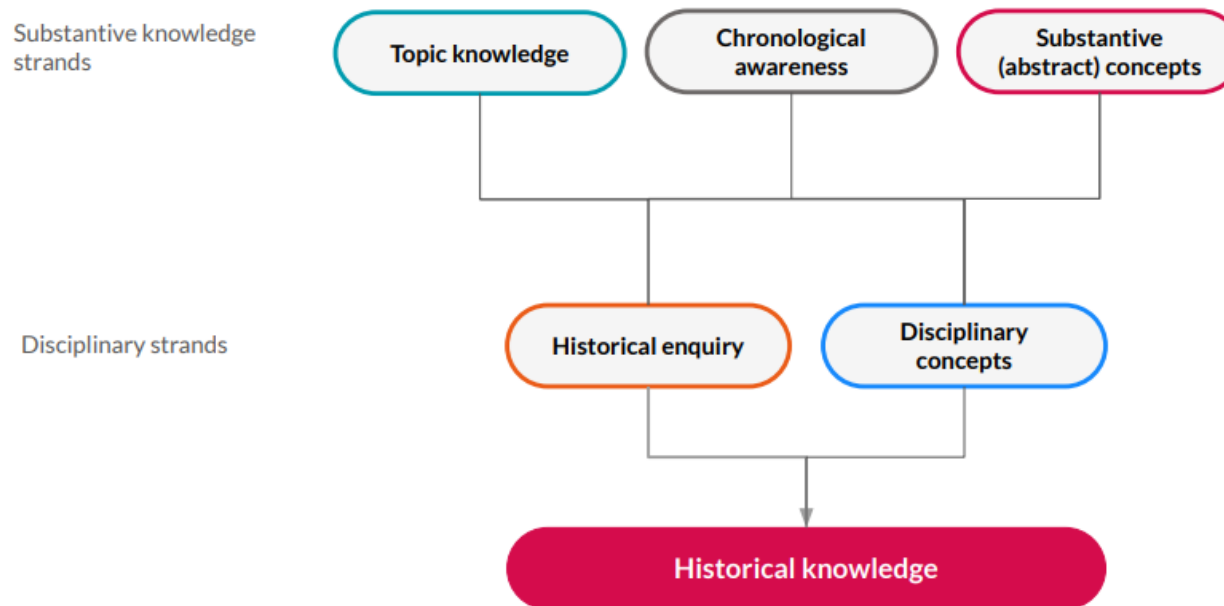 Substantive knowledge
strands
Topic knowledge
Chronological
awareness
Substantive
(abstract) concepts
Disciplinary strands
Historical enquiry
Disciplinary
concepts
Historical knowledge